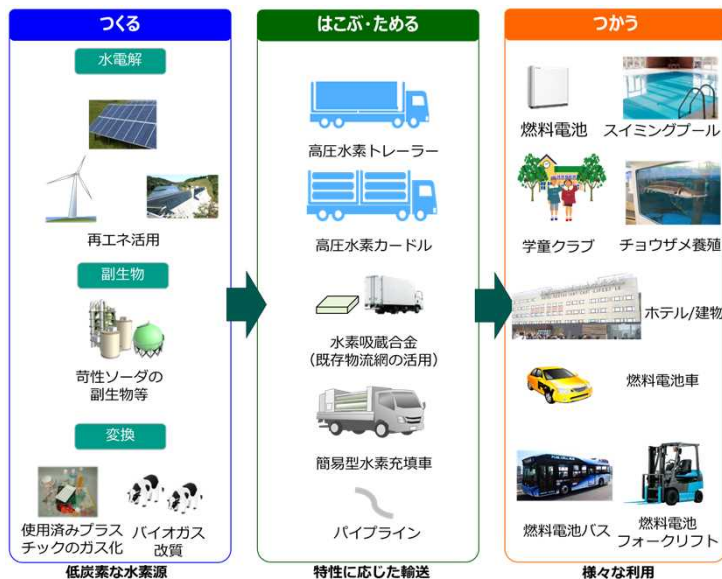 つくる
水電解
再エネ活用
副生物
苛性ソーダの
副生物等
変換
使用済みプラス
チックのガス化
バイオガス
改質
低炭素な水素源
はこぶ・ためる
高圧水素トレーラー
高圧水素カードル
水素吸蔵合金
（既存物流網の活用）
簡易型水素充填車
パイプライン
特性に応じた輸送
つかう
燃料電池
スイミングプール
学童クラブ
チョウザメ養殖
ホテル/建物
燃料電池車
燃料電池バス
燃料電池
フォークリフト
様々な利用